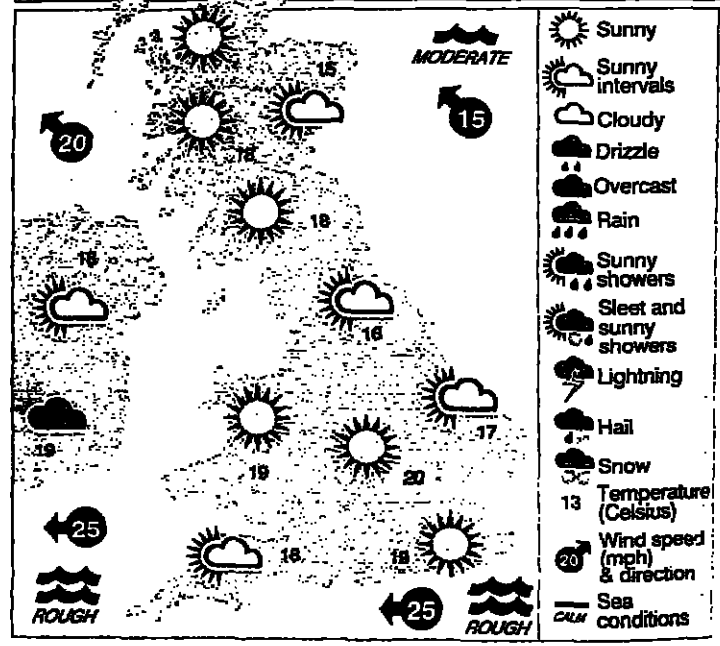 MODERATE
15
15
20
18
18
16
19
17
19
20
25
18
25
ROUGH
ROUGH
Sunny
Sunny
intervals
Cloudy
Drizzle
Overcast
Rain
Sunny
showers
Sleet and
sunny
showers
Lightning
Hail
Snow
13 Temperature
(Celsius)
20 Wind speed
(mph)
& direction
CALM Sea
conditions